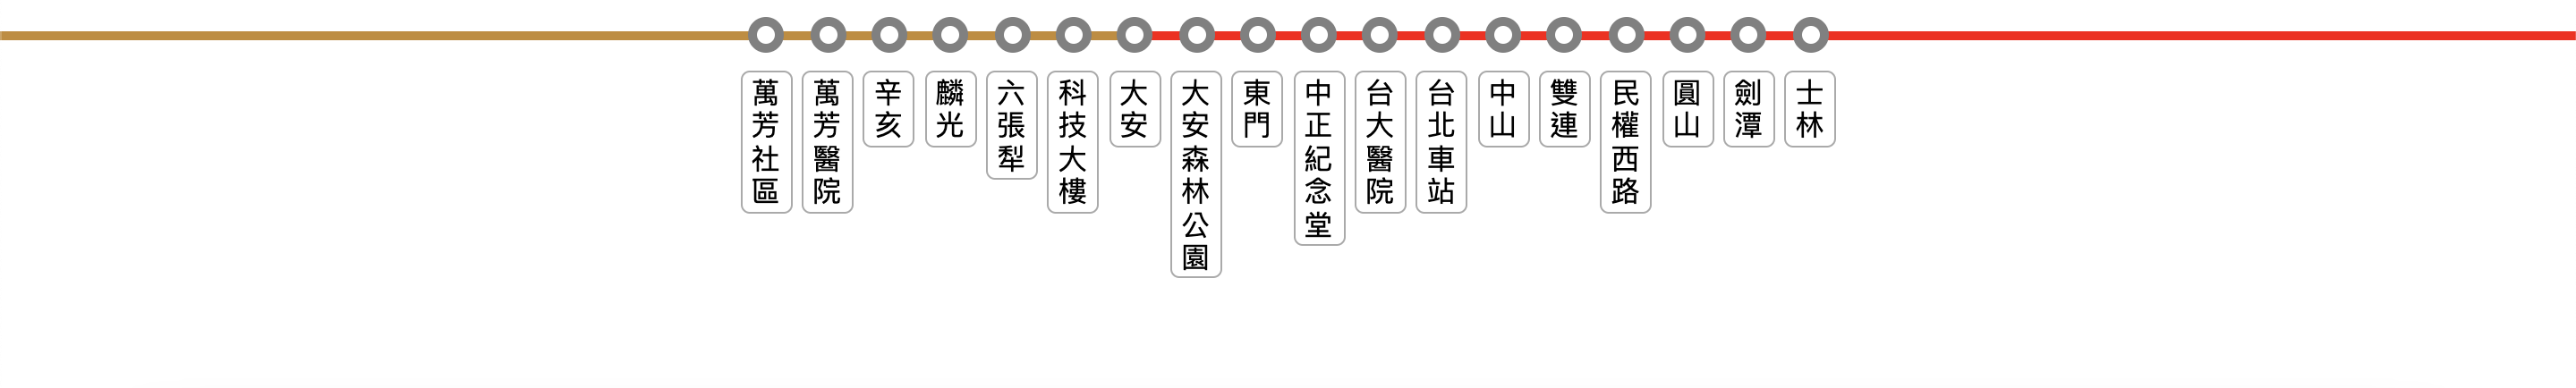 萬芳社區
萬芳醫院
辛亥
麟光
六張犁
科技大樓
大安
大安森林公園
東門
中正紀念堂
台大醫院
台北車站
中山
雙連
民權西路
圓山
劍潭
士林